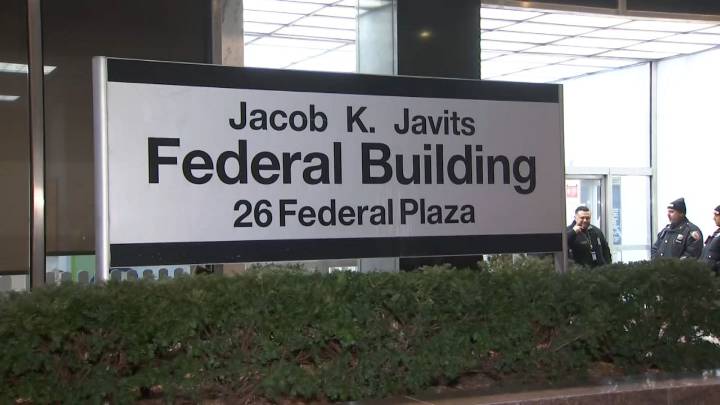 Jacob K. Javits
Federal Building
26 Federal Plaza